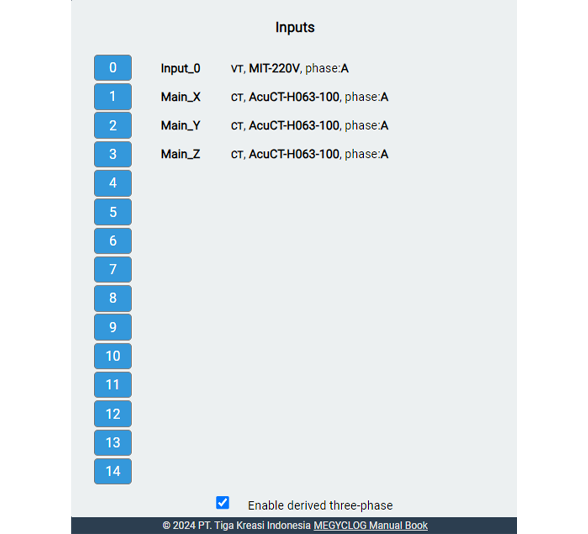 Inputs
0 Input_0 VT, MIT-220V, phase:A
1 Main_X CT, AcuCT-H063-100, phase:A
2 Main_Y CT, AcuCT-H063-100, phase:A
3 Main_Z CT, AcuCT-H063-100, phase:A
4
5
6
7
8
9
10
11
12
13
14
Enable derived three-phase
© 2024 PT. Tiga Kreasi Indonesia MEGYCLOG Manual Book